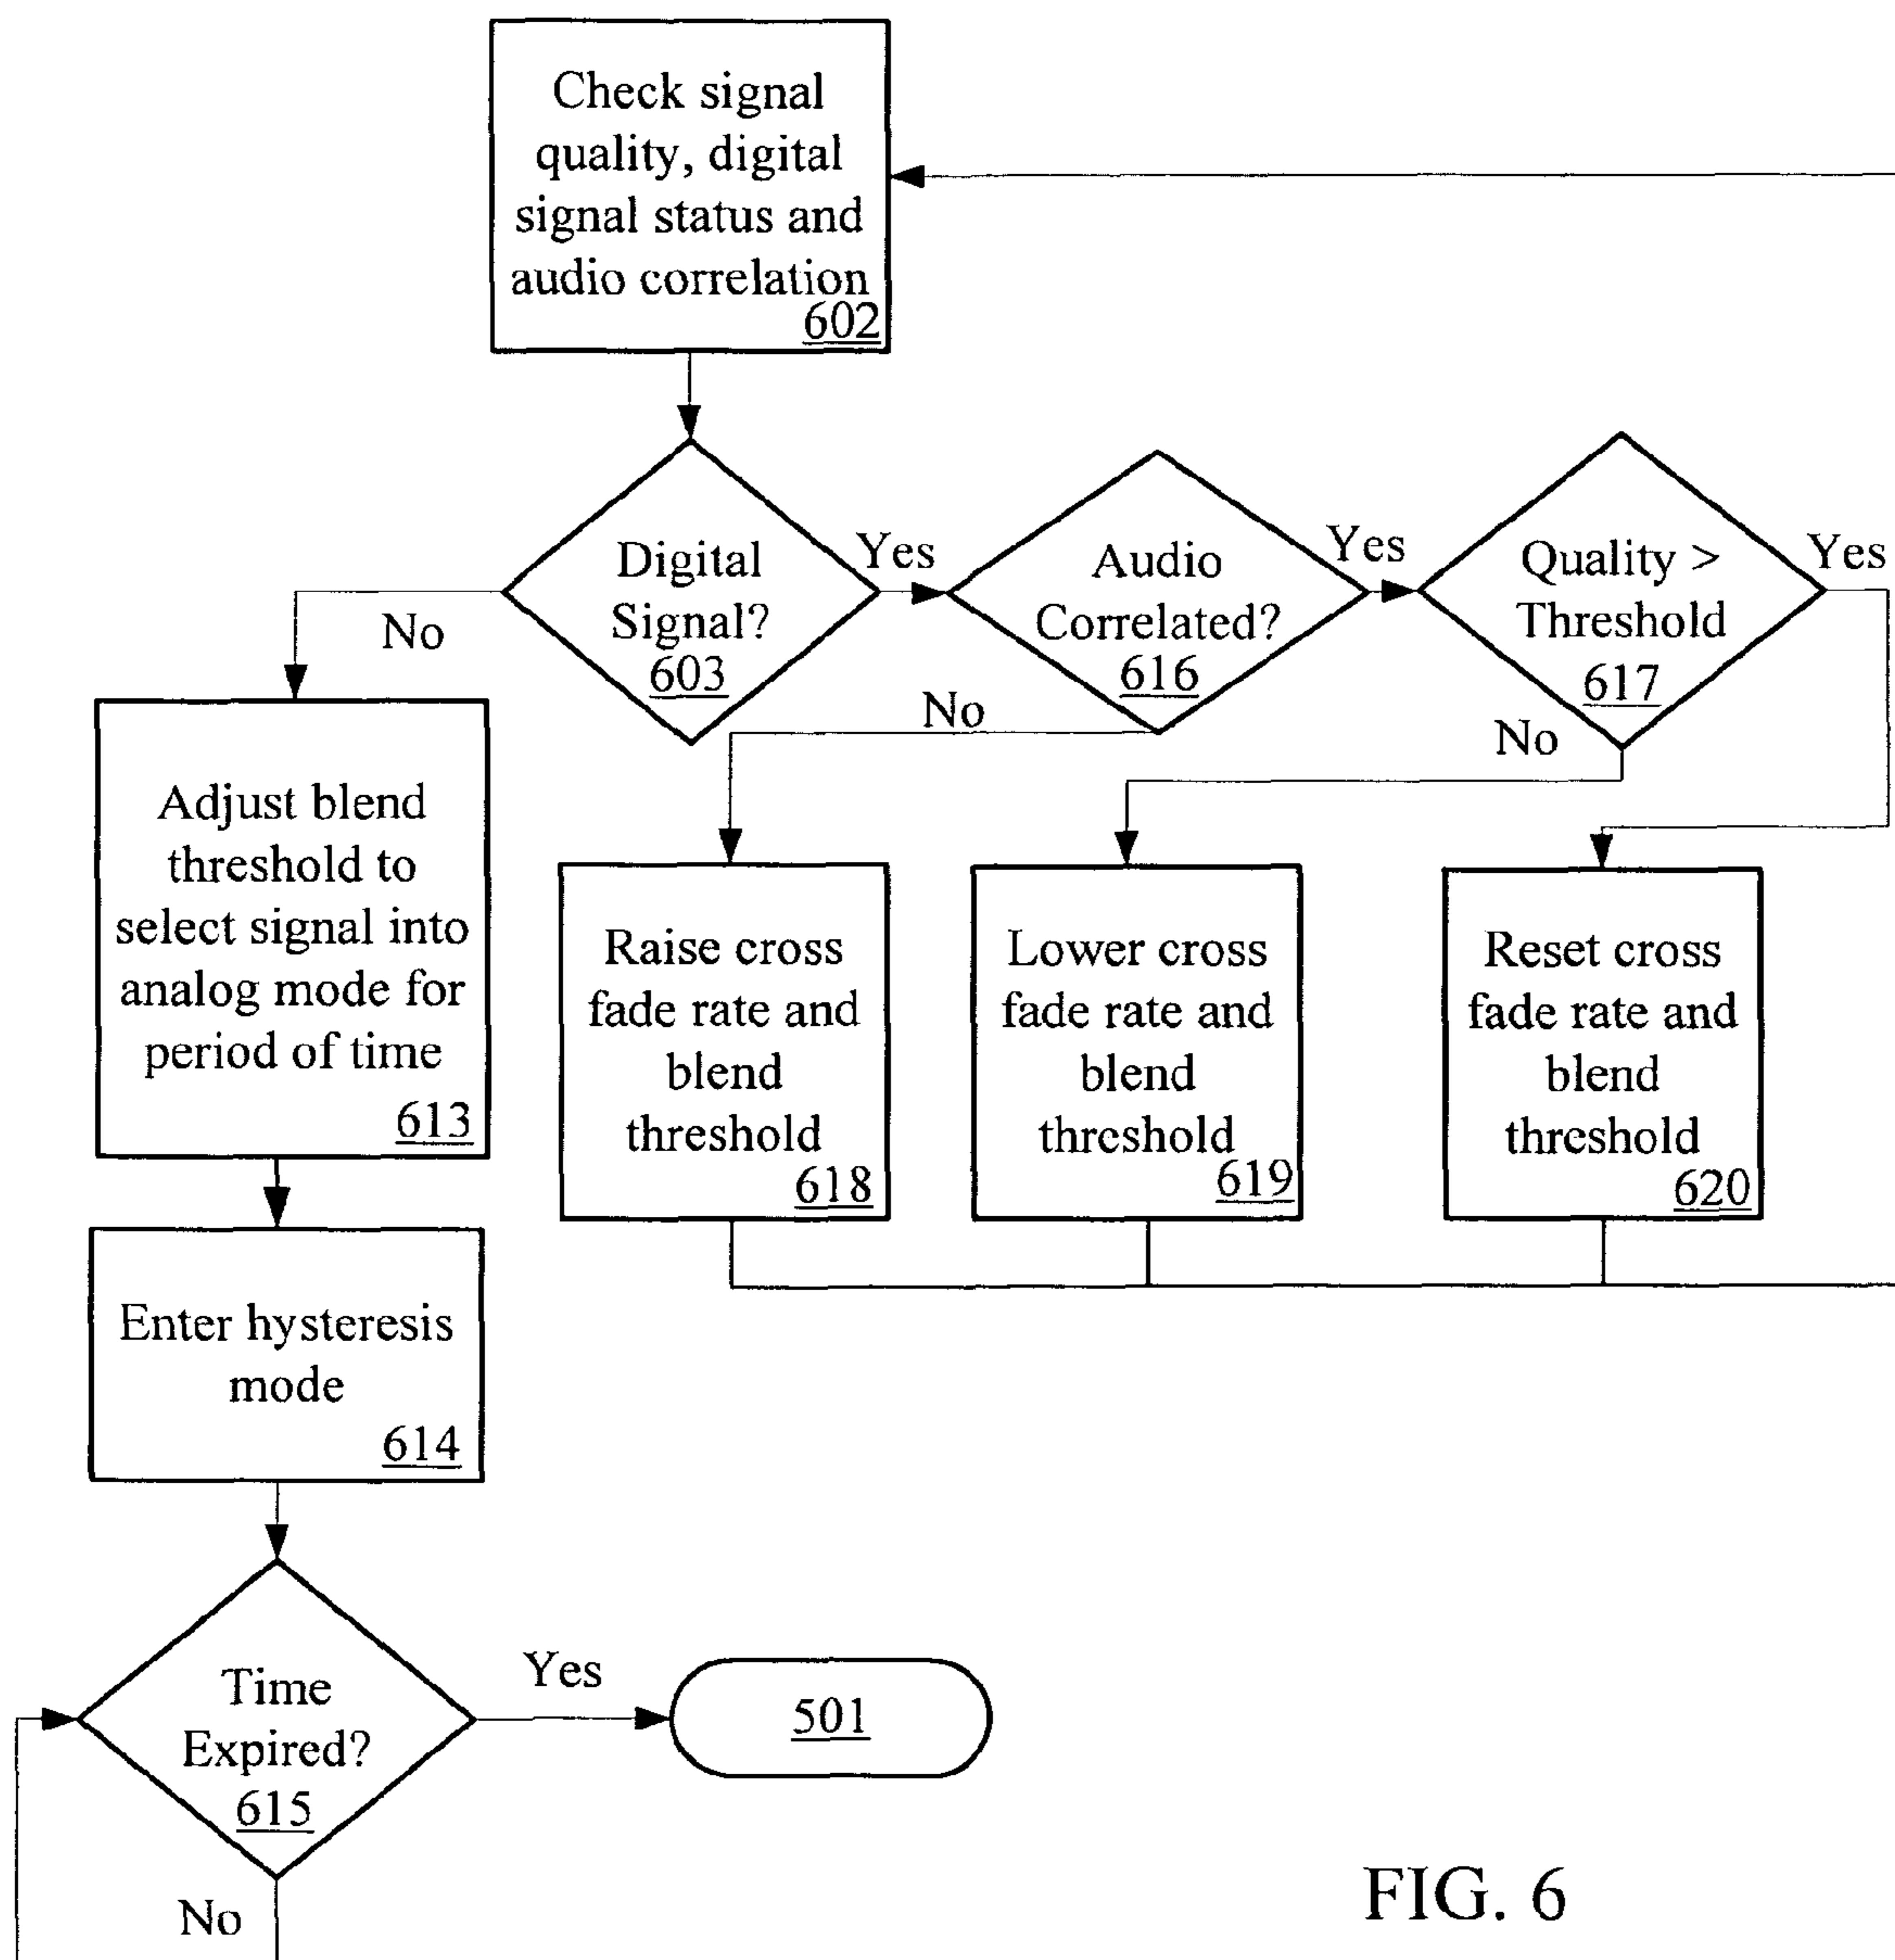 Check signal
quality, digital
signal status and
audio correlation
602
Digital
Signal?
603
Yes
No
Audio
Correlated?
616
Yes
No
Quality >
Threshold
617
Yes
No
Adjust blend
threshold to
select signal into
analog mode for
period of time
613
Raise cross
fade rate and
blend
threshold
618
Lower cross
fade rate and
blend
threshold
619
Reset cross
fade rate and
blend
threshold
620
Enter hysteresis
mode
614
Time
Expired?
615
Yes
No
501
FIG. 6